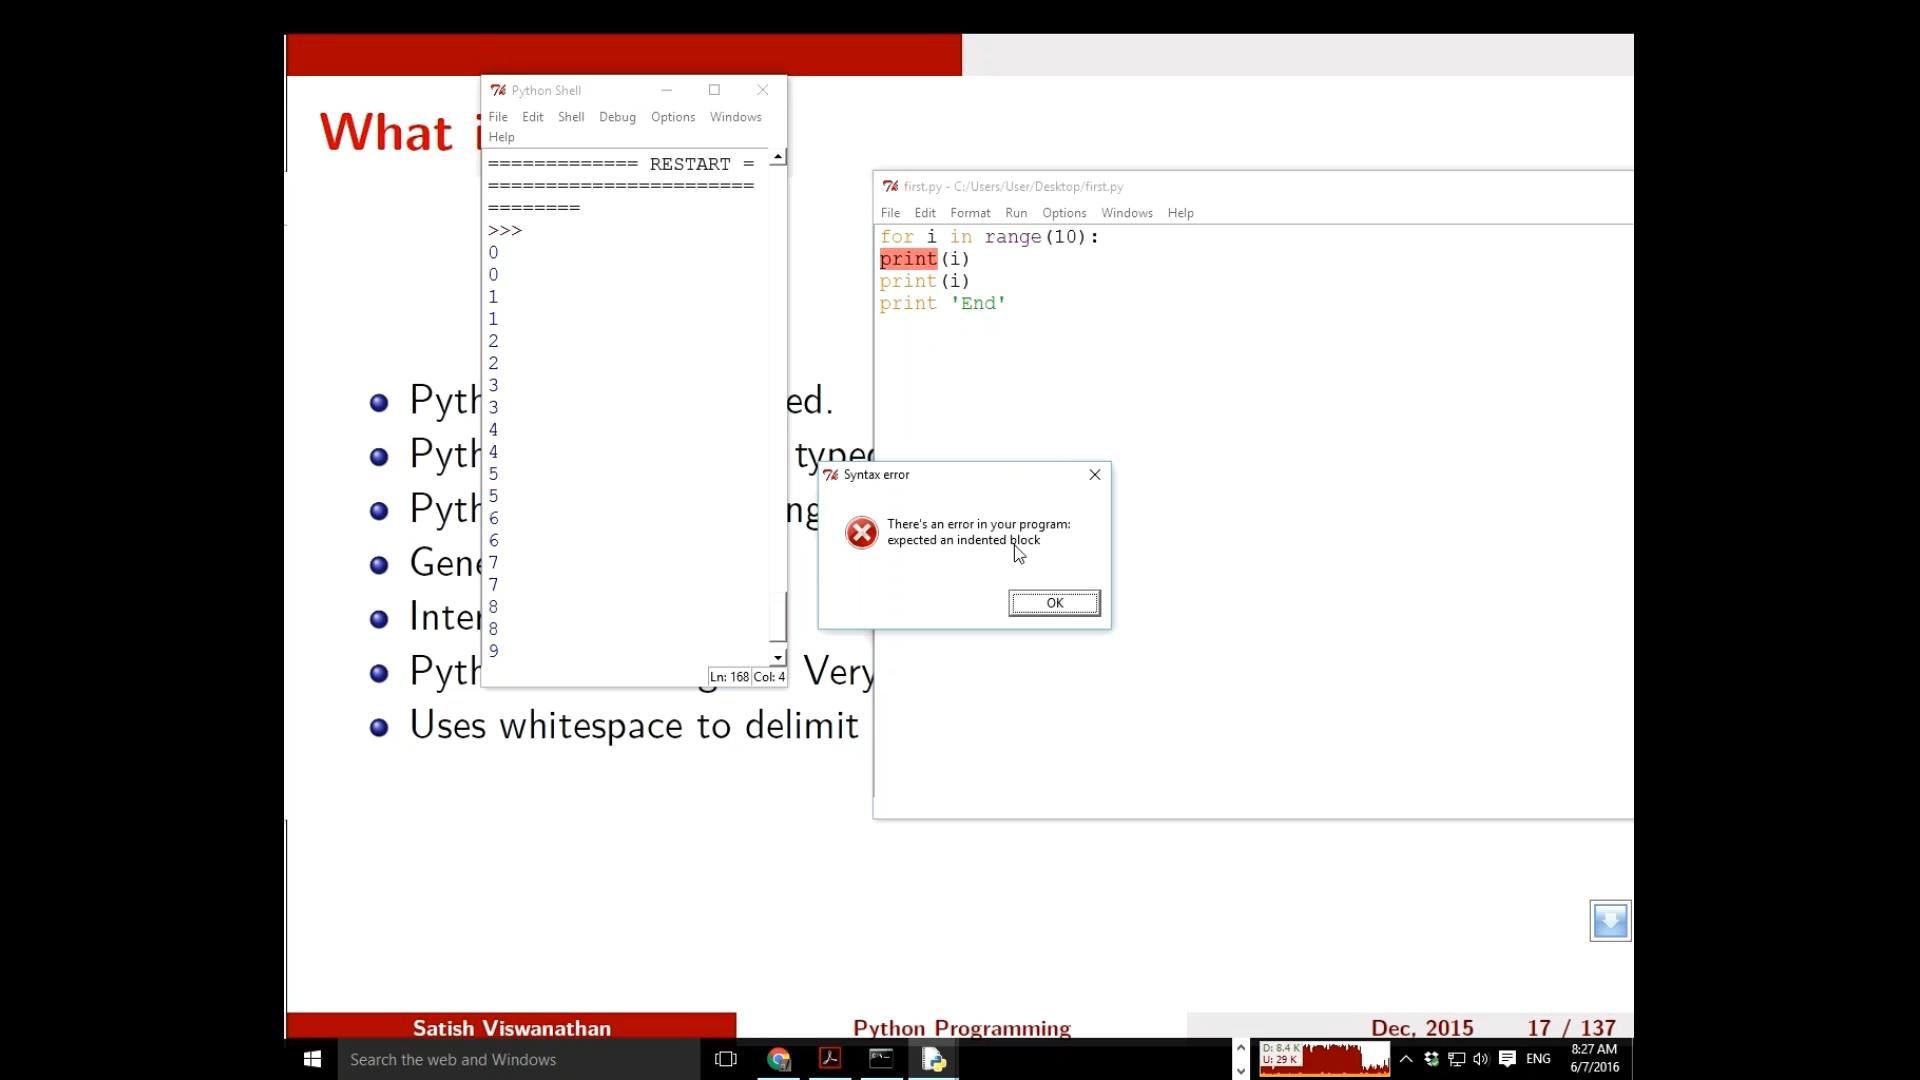 What i
Python Shell
File Edit Shell Debug Options Windows
Help
============= RESTART =
=======================
========
>>>
0
0
1
1
2
2
3
3
4
4
5
5
6
6
7
7
8
8
9
Ln: 168 Col: 4
first.py - C:/Users/User/Desktop/first.py
File Edit Format Run Options Windows Help
for i in range(10):
print(i)
print(i)
print 'End'
Syntax error
There's an error in your program:
expected an indented block
OK
Pyth ed.
Pyth typed
Pyth ng
Gene
Inter
Pyth g Very
Uses whitespace to delimit
Satish Viswanathan Python Programming Dec, 2015 17 / 137
Search the web and Windows
D: 8.4 K
U: 29 K
ENG
8:27 AM
6/7/2016